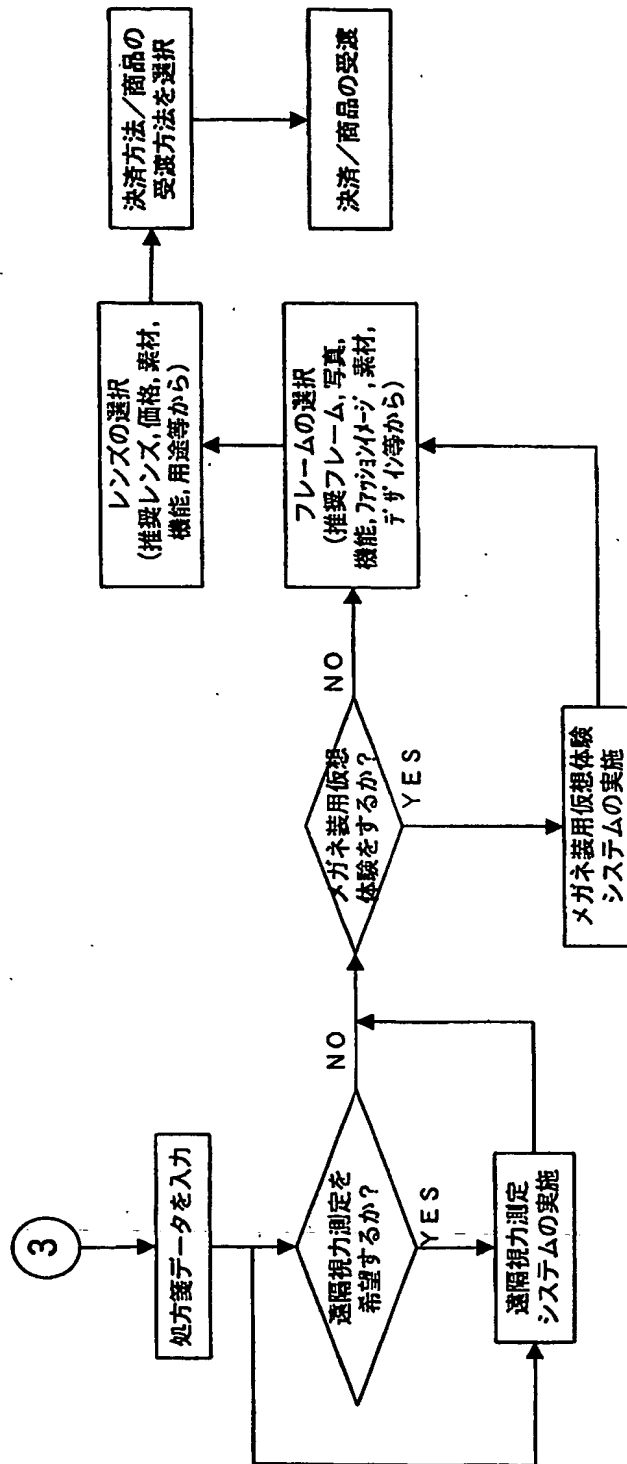 3
処方箋データを入力
遠隔視力測定を
希望するか?
NO
YES
遠隔視力測定
システムの実施
メガネ装用仮想
体験をするか?
NO
YES
メガネ装用仮想体験
システムの実施
フレームの選択
(推奨フレーム,写真,
機能,ファッションイメージ,素材,
デザイン等から)
レンズの選択
(推奨レンズ,価格,素材,
機能,用途等から)
決済方法/商品の
受渡方法を選択
決済/商品の受渡